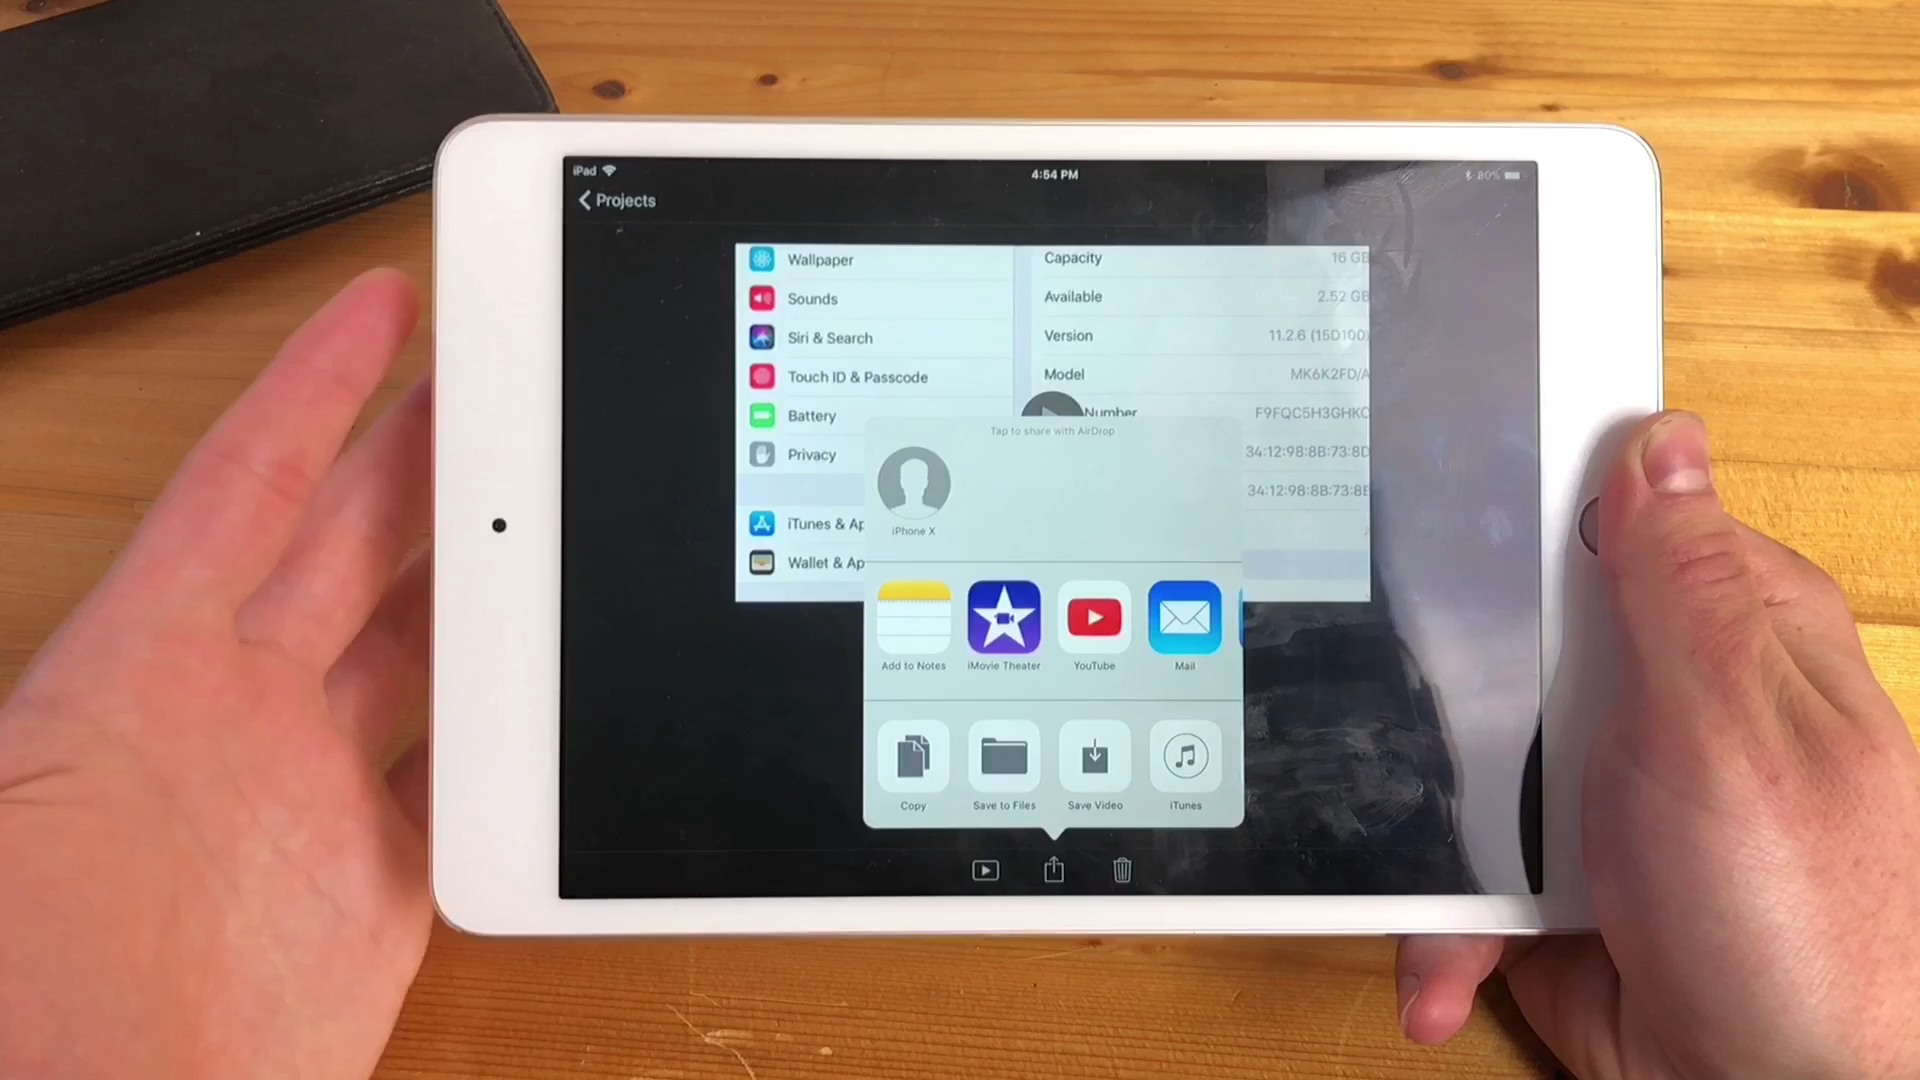 iPad
4:54 PM
80%
Projects
Wallpaper
Sounds
Siri & Search
Touch ID & Passcode
Battery
Privacy
iTunes & Ap
Wallet & Ap
Capacity 16 GB
Available 2.52 GB
Version 11.2.6 (15D100)
Model MK6K2FD/A
Number F9FQC5H3GHKC
34:12:98:8B:73:8D
34:12:98:8B:73:8E
Tap to share with AirDrop
iPhone X
Add to Notes
iMovie Theater
YouTube
Mail
Copy
Save to Files
Save Video
iTunes